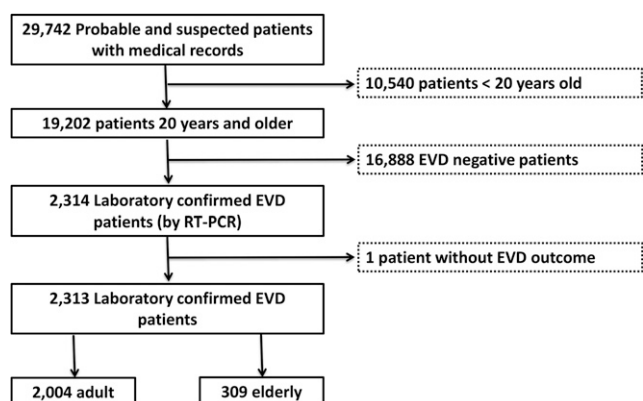 29,742 Probable and suspected patients
with medical records
10,540 patients < 20 years old
19,202 patients 20 years and older
16,888 EVD negative patients
2,314 Laboratory confirmed EVD
patients (by RT-PCR)
1 patient without EVD outcome
2,313 Laboratory confirmed EVD
patients
2,004 adult
309 elderly